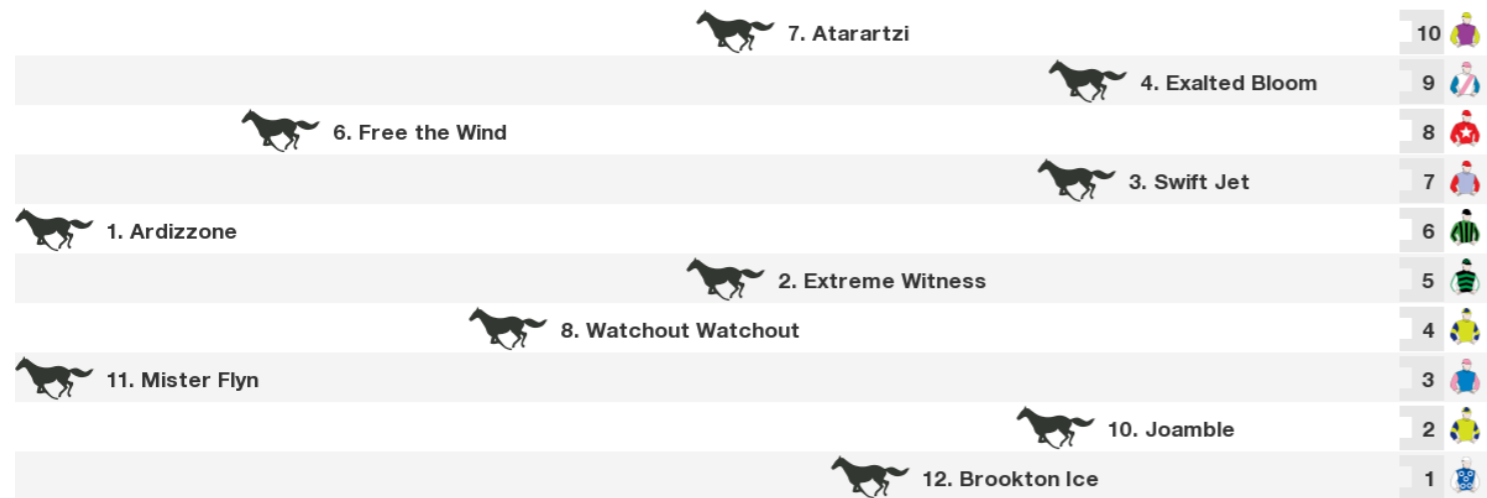 7. Atarartzi 10
4. Exalted Bloom 9
6. Free the Wind 8
3. Swift Jet 7
1. Ardizzone 6
2. Extreme Witness 5
8. Watchout Watchout 4
11. Mister Flyn 3
10. Joamble 2
12. Brookton Ice 1